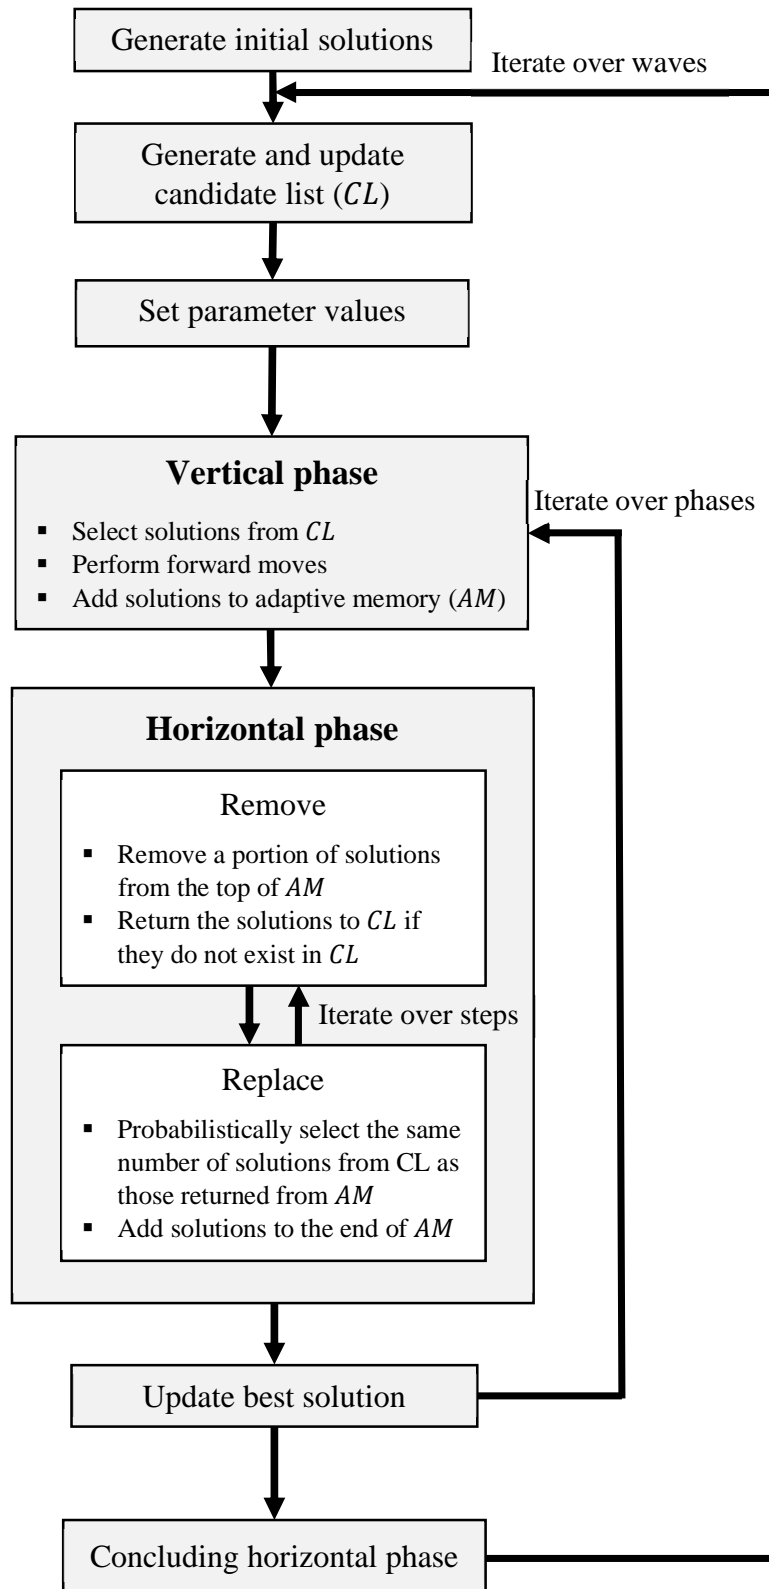 Generate initial solutions
Iterate over waves
Generate and update
candidate list (CL)
Set parameter values
Vertical phase
Iterate over phases
▪ Select solutions from CL
▪ Perform forward moves
▪ Add solutions to adaptive memory (AM)
Horizontal phase
Remove
▪ Remove a portion of solutions
from the top of AM
▪ Return the solutions to CL if
they do not exist in CL
Iterate over steps
Replace
▪ Probabilistically select the same
number of solutions from CL as
those returned from AM
▪ Add solutions to the end of AM
Update best solution
Concluding horizontal phase